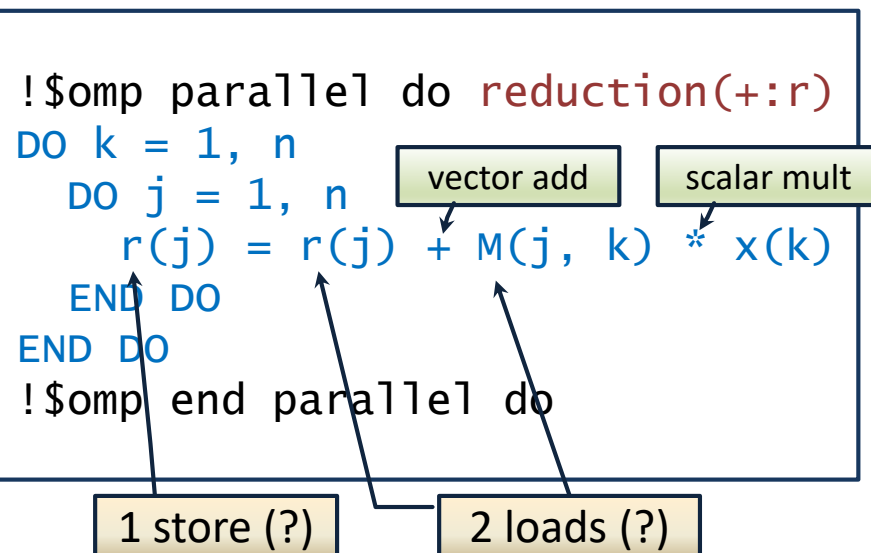 !$omp parallel do reduction(+:r)
DO k = 1, n
vector add
scalar mult
DO j = 1, n
r(j) = r(j) + M(j, k) * x(k)
END DO
END DO
!$omp end parallel do
1 store (?)
2 loads (?)